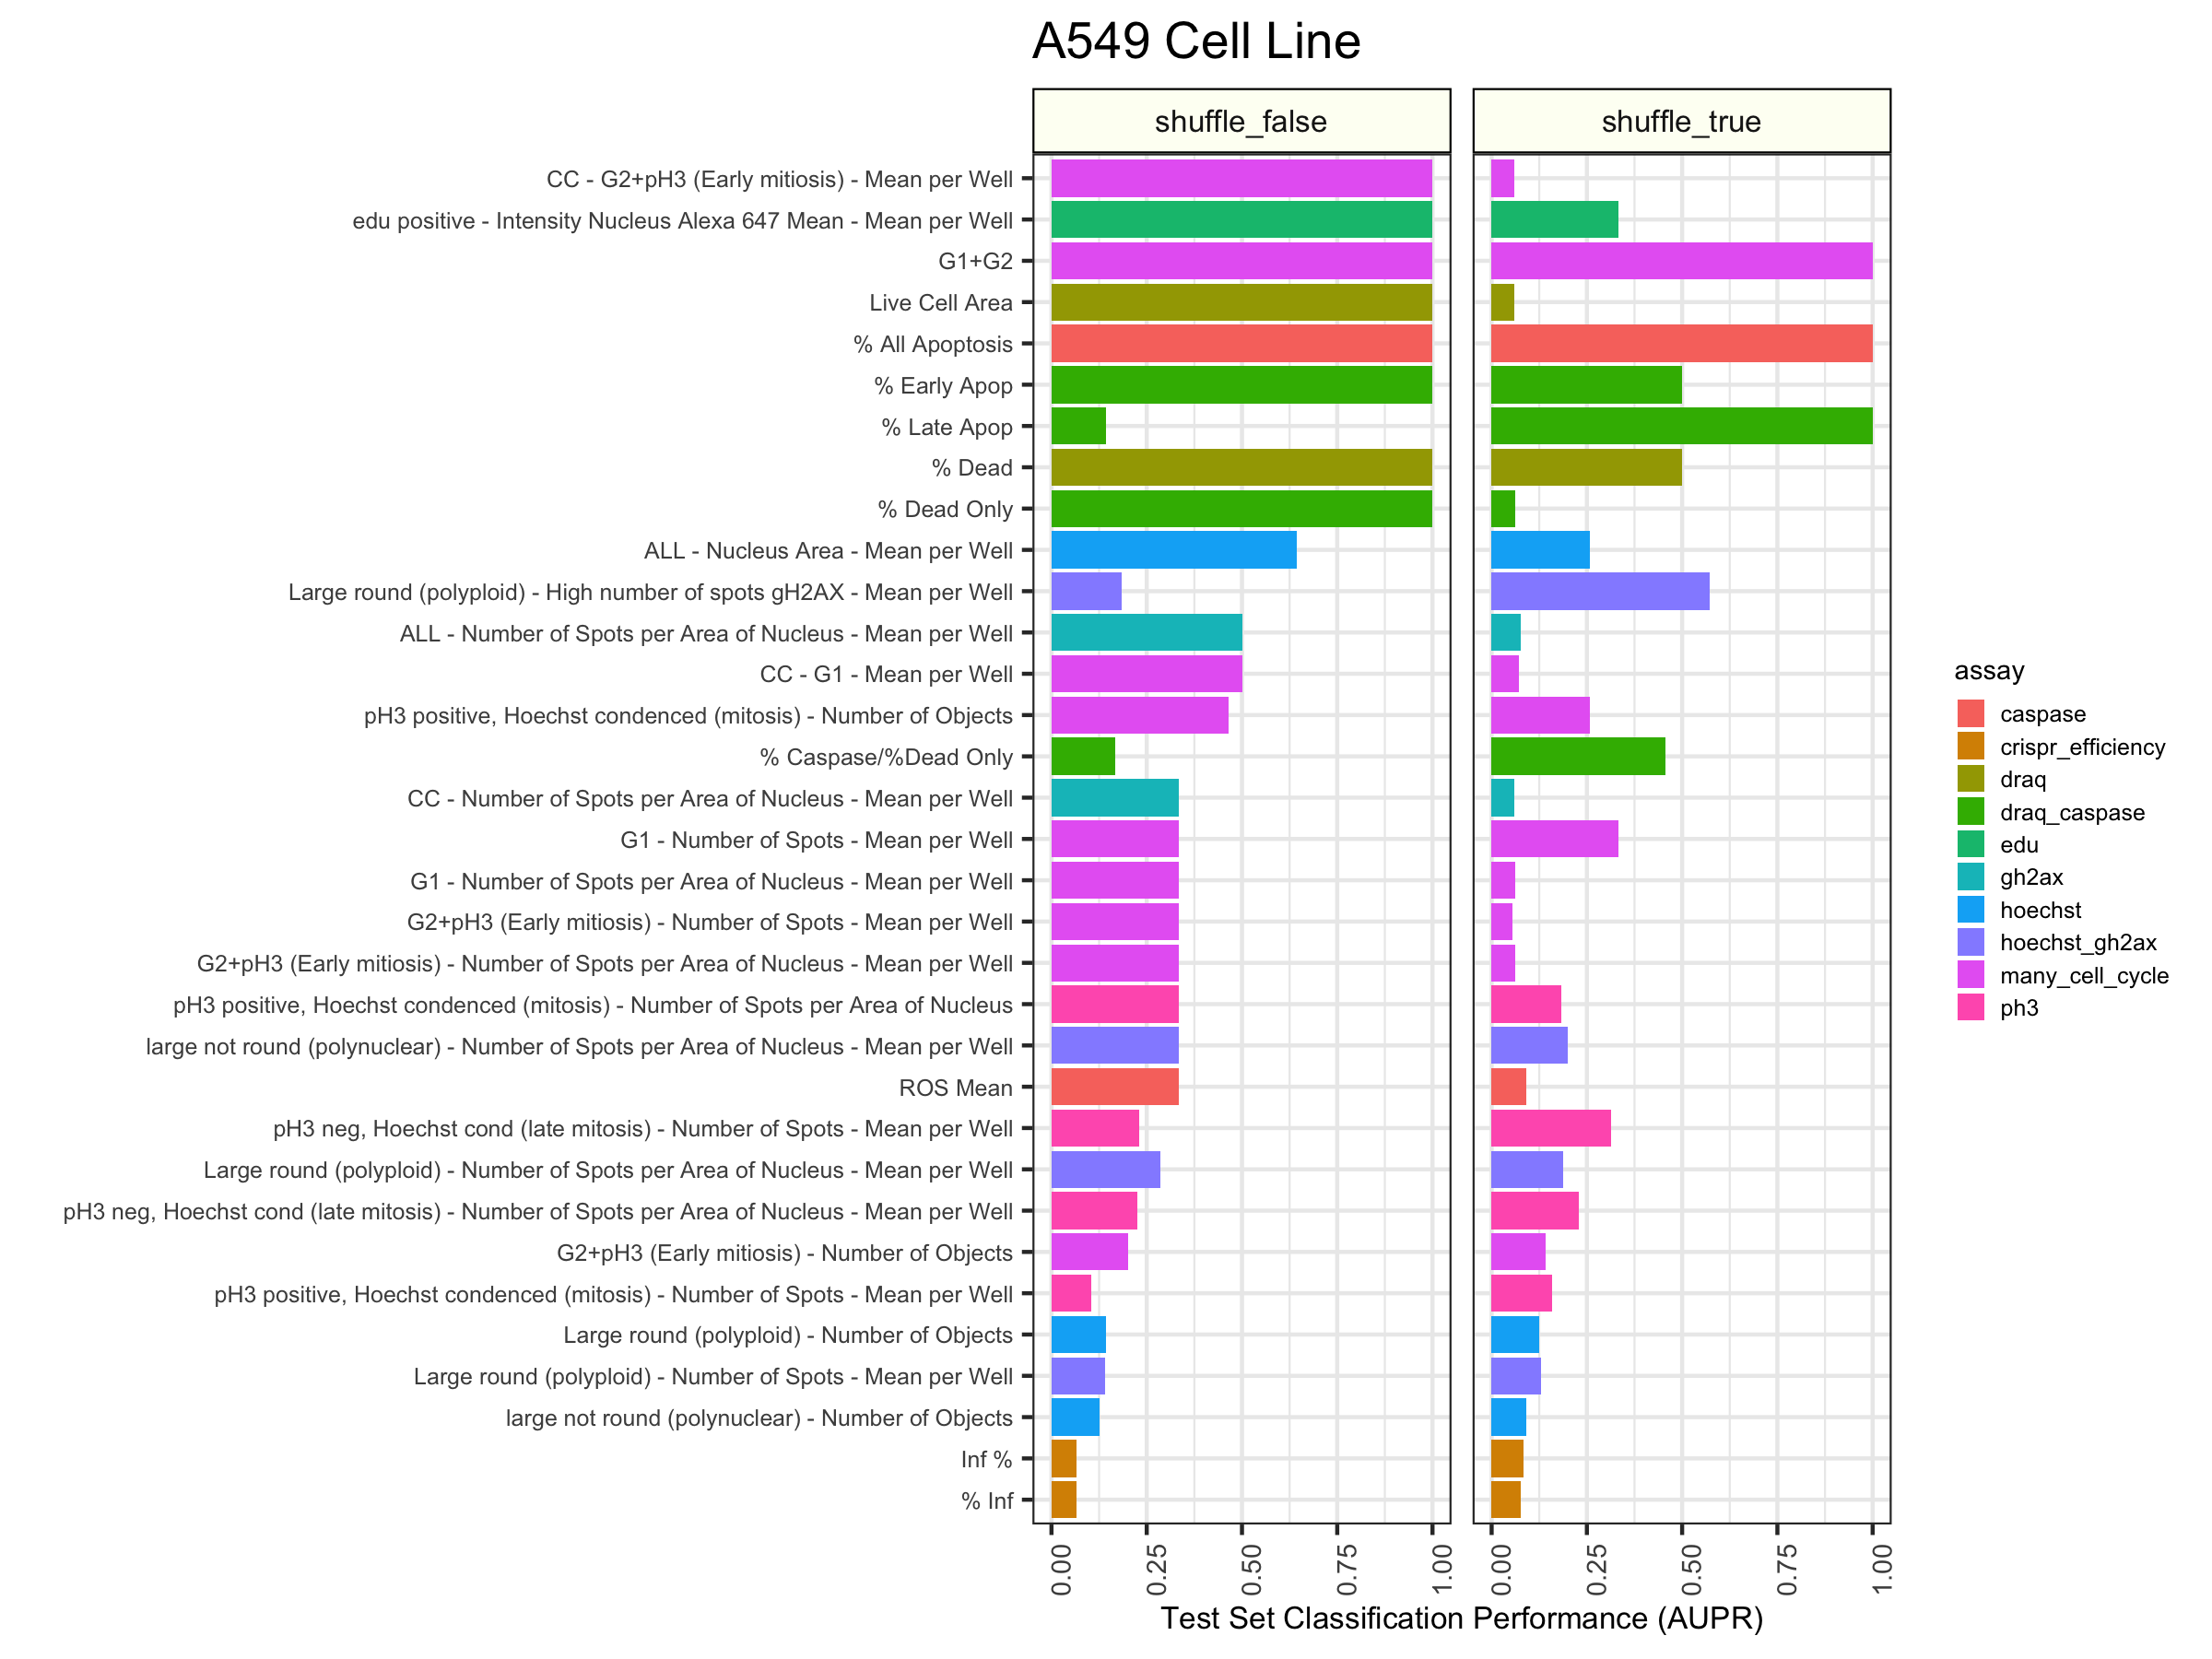 A549 Cell Line
shuffle_false
shuffle_true
CC - G2+pH3 (Early mitiosis) - Mean per Well
edu positive - Intensity Nucleus Alexa 647 Mean - Mean per Well
G1+G2
Live Cell Area
% All Apoptosis
% Early Apop
% Late Apop
% Dead
% Dead Only
ALL - Nucleus Area - Mean per Well
Large round (polyploid) - High number of spots gH2AX - Mean per Well
ALL - Number of Spots per Area of Nucleus - Mean per Well
CC - G1 - Mean per Well
pH3 positive, Hoechst condenced (mitosis) - Number of Objects
% Caspase/%Dead Only
CC - Number of Spots per Area of Nucleus - Mean per Well
G1 - Number of Spots - Mean per Well
G1 - Number of Spots per Area of Nucleus - Mean per Well
G2+pH3 (Early mitiosis) - Number of Spots - Mean per Well
G2+pH3 (Early mitiosis) - Number of Spots per Area of Nucleus - Mean per Well
pH3 positive, Hoechst condenced (mitosis) - Number of Spots per Area of Nucleus
large not round (polynuclear) - Number of Spots per Area of Nucleus - Mean per Well
ROS Mean
pH3 neg, Hoechst cond (late mitosis) - Number of Spots - Mean per Well
Large round (polyploid) - Number of Spots per Area of Nucleus - Mean per Well
pH3 neg, Hoechst cond (late mitosis) - Number of Spots per Area of Nucleus - Mean per Well
G2+pH3 (Early mitiosis) - Number of Objects
pH3 positive, Hoechst condenced (mitosis) - Number of Spots - Mean per Well
Large round (polyploid) - Number of Objects
Large round (polyploid) - Number of Spots - Mean per Well
large not round (polynuclear) - Number of Objects
Inf %
% Inf
0.00
0.25
0.50
0.75
1.00
0.00
0.25
0.50
0.75
1.00
Test Set Classification Performance (AUPR)
assay
caspase
crispr_efficiency
draq
draq_caspase
edu
gh2ax
hoechst
hoechst_gh2ax
many_cell_cycle
ph3